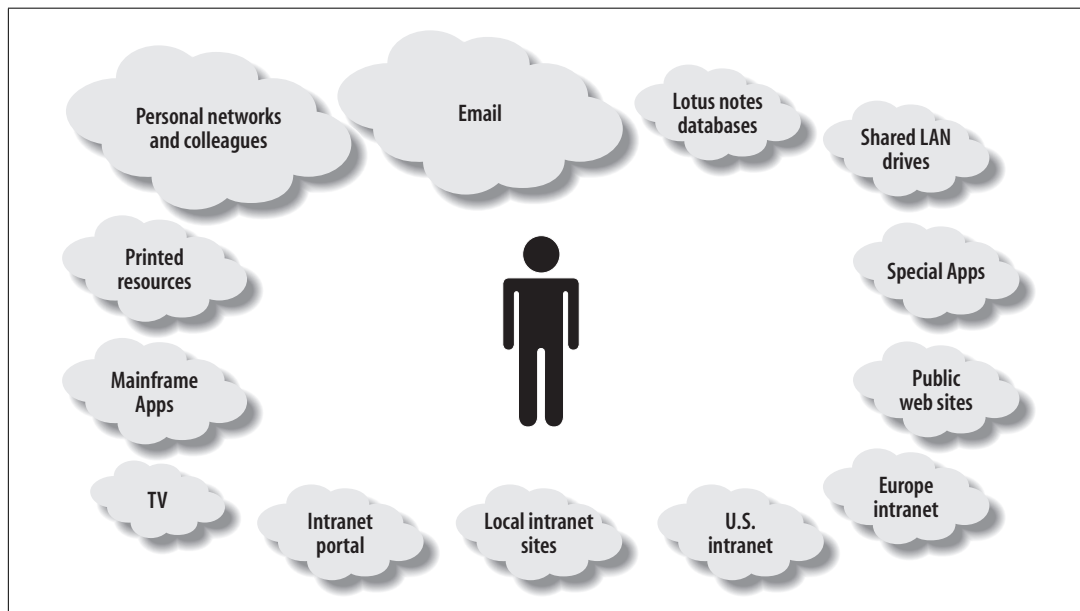 Personal networks
and colleagues
Email
Lotus notes
databases
Shared LAN
drives
Printed
resources
Special Apps
Mainframe
Apps
Public
web sites
TV
Intranet
portal
Local intranet
sites
U.S.
intranet
Europe
intranet